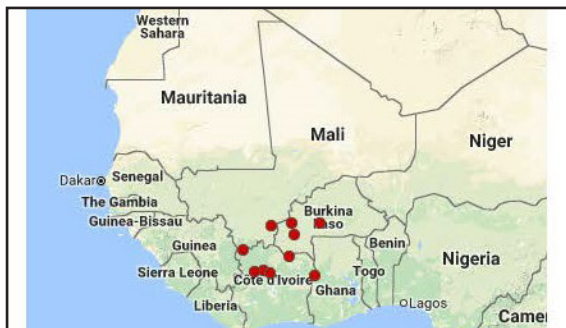 Western
Sahara
Mauritania
Mali
Niger
Dakar
Senegal
The Gambia
Guinea-Bissau
Burkina
Faso
Guinea
Benin
Nigeria
Sierra Leone
Côte d'Ivoire
Togo
Ghana
Liberia
Lagos
Came